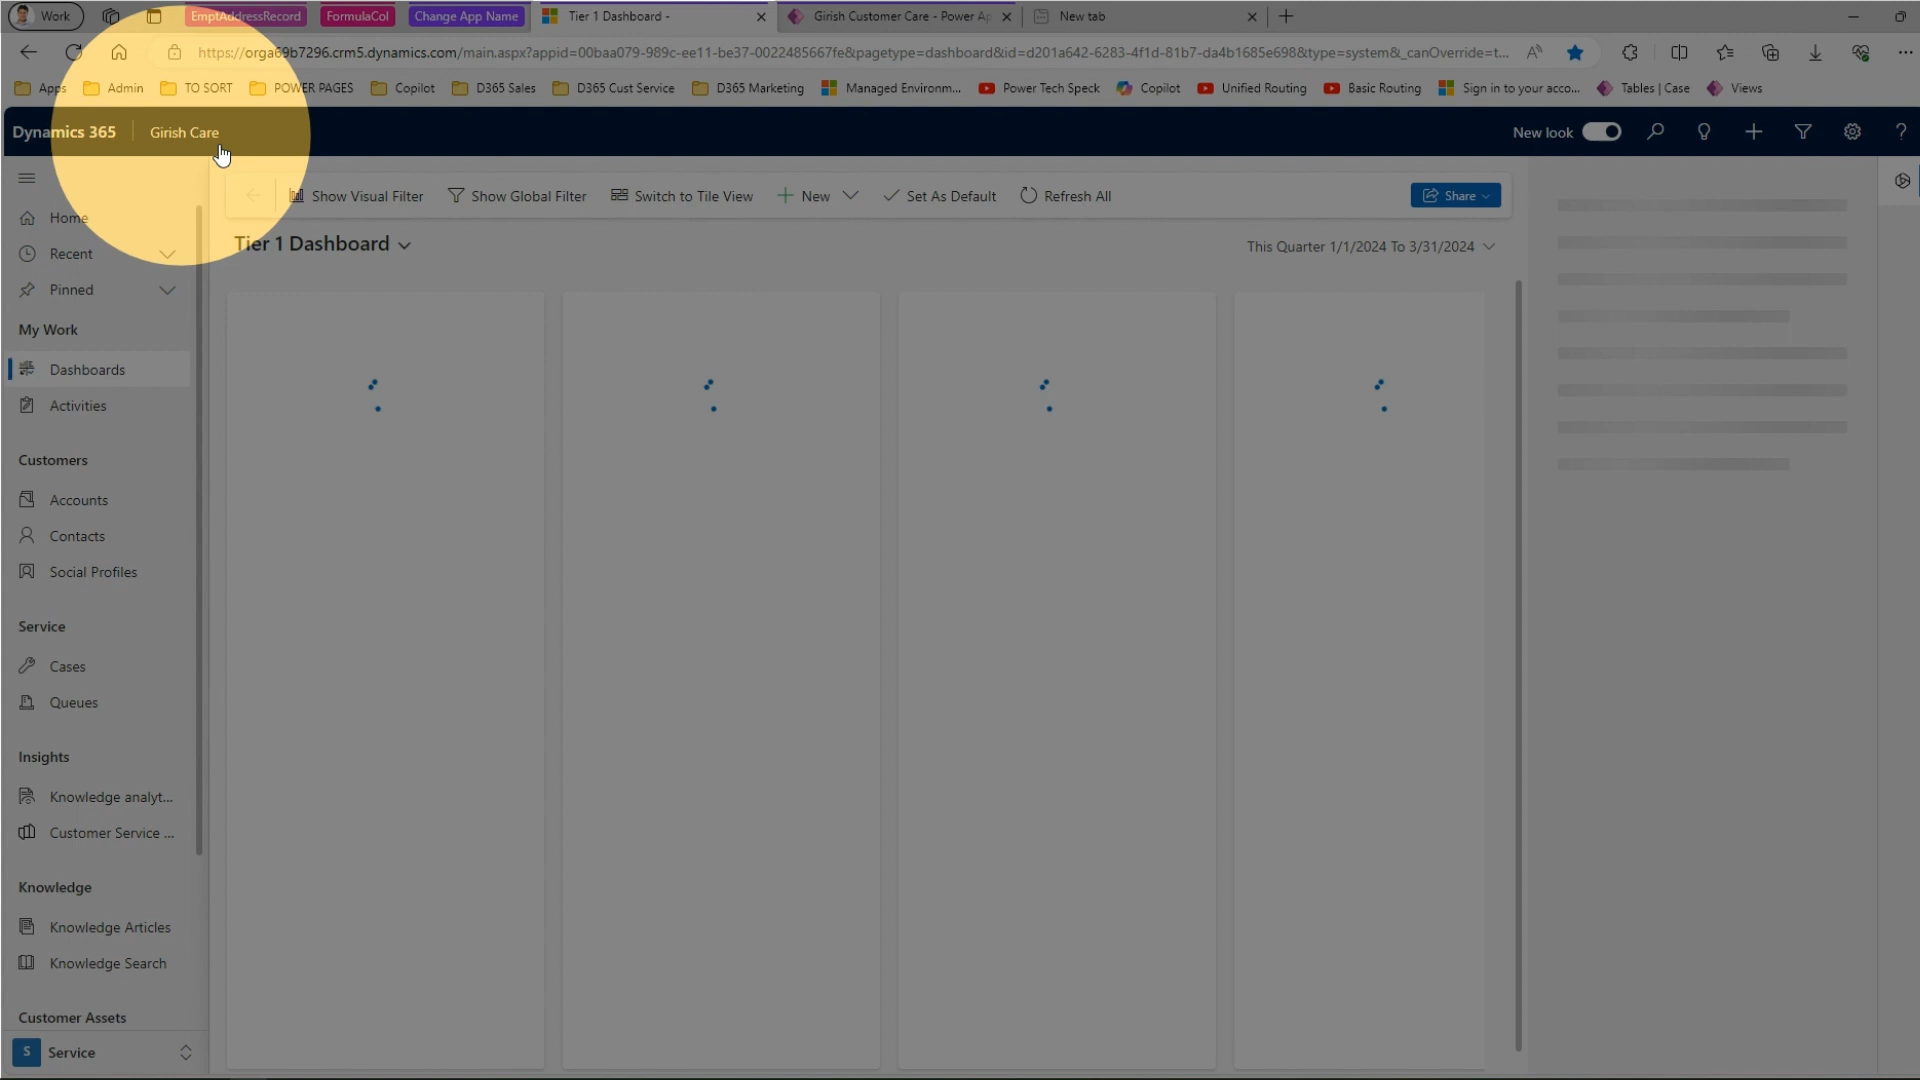 Work
EmptAddressRecord
FormulaCol
Change App Name
Tier 1 Dashboard -
Girish Customer Care - Power Ap
New tab
https://orga69b7296.crm5.dynamics.com/main.aspx?appid=00baa079-989c-ee11-be37-0022485667fe&pagetype=dashboard&id=d201a642-6283-4f1d-81b7-da4b1685e698&type=system&_canOverride=t...
Apps
Admin
TO SORT
POWER PAGES
Copilot
D365 Sales
D365 Cust Service
D365 Marketing
Managed Environm...
Power Tech Speck
Copilot
Unified Routing
Basic Routing
Sign in to your acco...
Tables | Case
Views
Dynamics 365
Girish Care
New look
Show Visual Filter
Show Global Filter
Switch to Tile View
New
Set As Default
Refresh All
Share
Tier 1 Dashboard
This Quarter 1/1/2024 To 3/31/2024
Home
Recent
Pinned
My Work
Dashboards
Activities
Customers
Accounts
Contacts
Social Profiles
Service
Cases
Queues
Insights
Knowledge analyt...
Customer Service ...
Knowledge
Knowledge Articles
Knowledge Search
Customer Assets
S Service